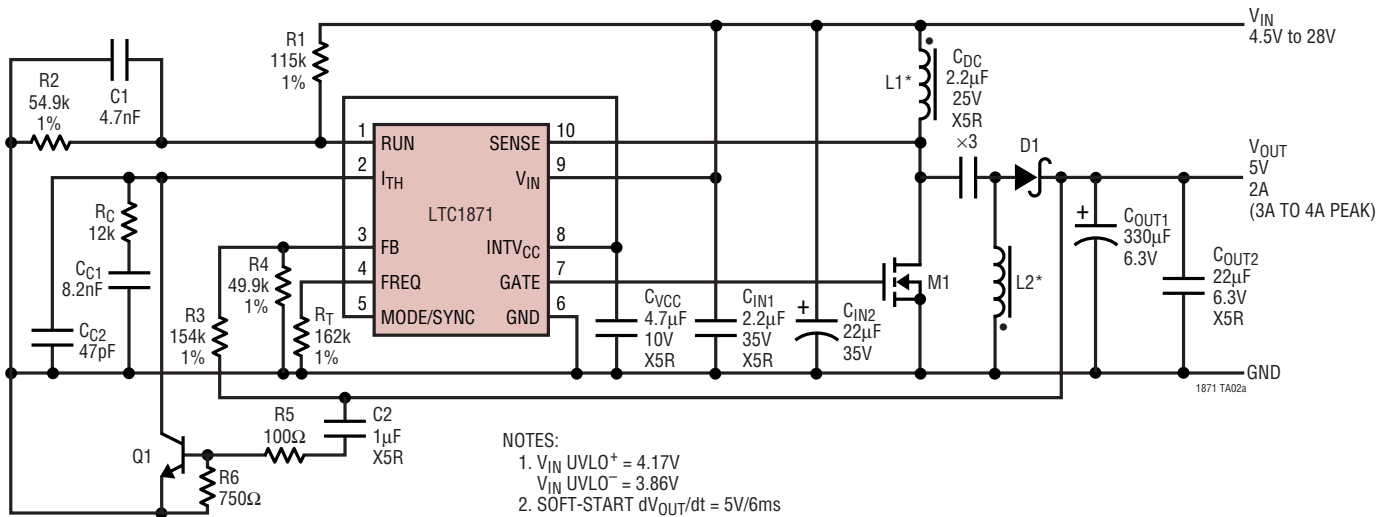 R1
115k
1%
R2
54.9k
1%
C1
4.7nF
RC
12k
CC1
8.2nF
CC2
47pF
R3
154k
1%
R4
49.9k
1%
RT
162k
1%
1
RUN
2
ITH
3
FB
4
FREQ
5
MODE/SYNC
LTC1871
SENSE
10
VIN
9
INTVCC
8
GATE
7
GND
6
CVCC
4.7µF
10V
X5R
CIN1
2.2µF
35V
X5R
+
CIN2
22µF
35V
L1*
CDC
2.2µF
25V
X5R
×3
D1
M1
L2*
+
COUT1
330µF
6.3V
COUT2
22µF
6.3V
X5R
VIN
4.5V to 28V
VOUT
5V
2A
(3A TO 4A PEAK)
GND
1871 TA02a
Q1
R5
100Ω
R6
750Ω
C2
1µF
X5R
NOTES:
1. VIN UVLO+ = 4.17V
VIN UVLO– = 3.86V
2. SOFT-START dVOUT/dt = 5V/6ms